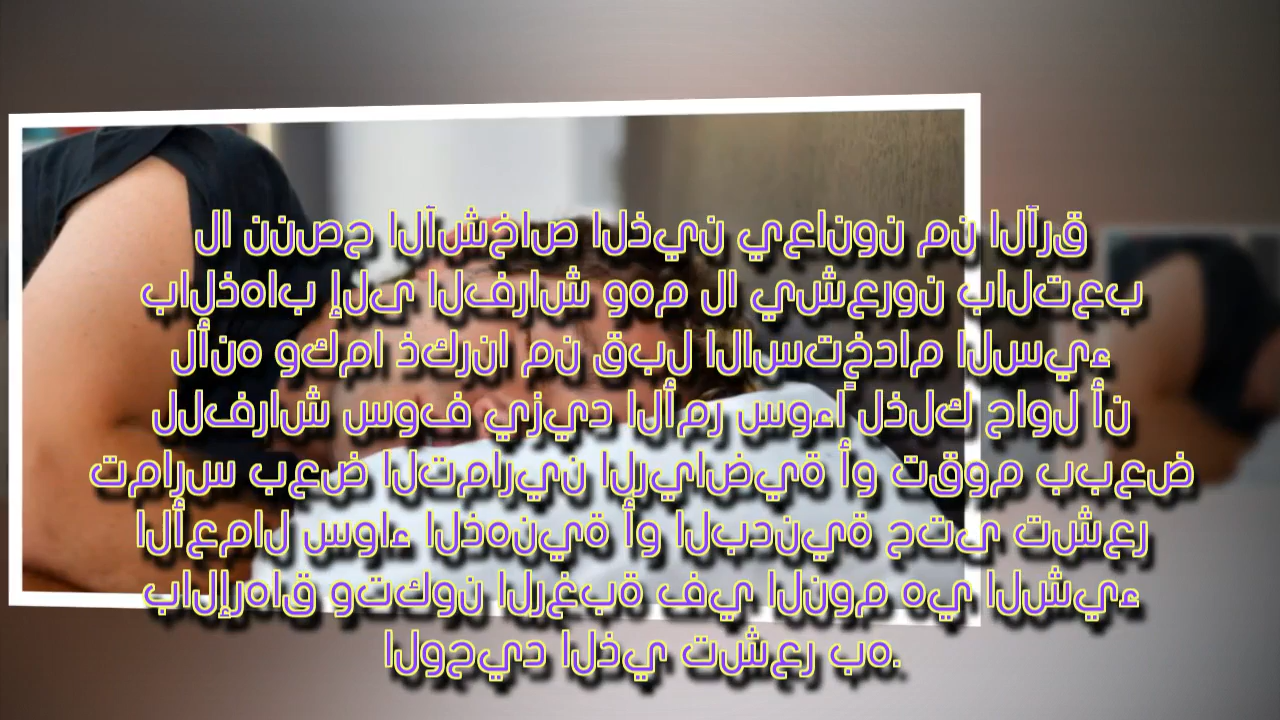 لا ننصح الآشخاص الذين يعانون من الآرق
بالذهاب إلى الفراش وهم لا يشعرون بالتعب
لأنه وكما ذكرنا من قبل الاستخدام السيء
للفراش سوف يزيد الأمر سوءاً لذلك حاول أن
تمارس بعض التمارين الرياضية أو تقوم ببعض
الأعمال سواء الذهنية أو البدنية حتى تشعر
بالإرهاق وتكون الرغبة في النوم هي الشيء
الوحيد الذي تشعر به.